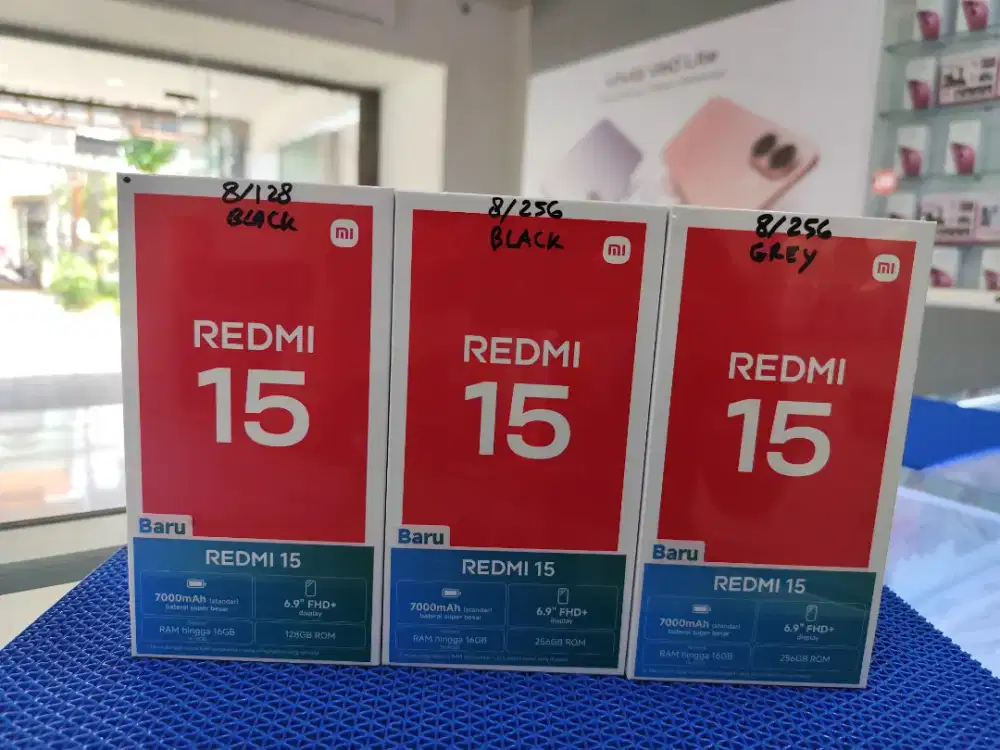 8/128
BLACK
mi
REDMI
15
Baru
REDMI 15
7000mAh (standar)
baterai super besar
6.9" FHD+
display
RAM hingga 16GB
128GB ROM
8/256
BLACK
mi
REDMI
15
Baru
REDMI 15
7000mAh (standar)
baterai super besar
6.9" FHD+
display
RAM hingga 16GB
256GB ROM
8/256
GREY
mi
REDMI
15
Baru
REDMI 15
7000mAh (standar)
baterai super besar
6.9" FHD+
display
RAM hingga 16GB
256GB ROM
vivo V60 Lite